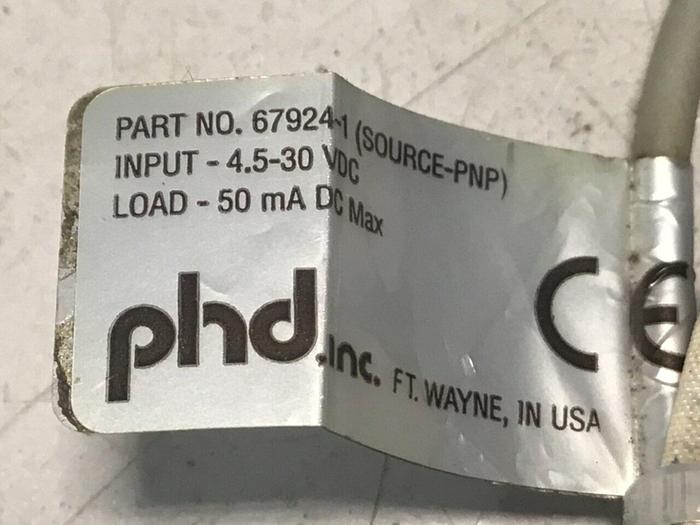 PART NO. 67924-1 (SOURCE-PNP)
INPUT - 4.5-30 VDC
LOAD - 50 mA DC Max
phd, inc. FT. WAYNE, IN USA
CE